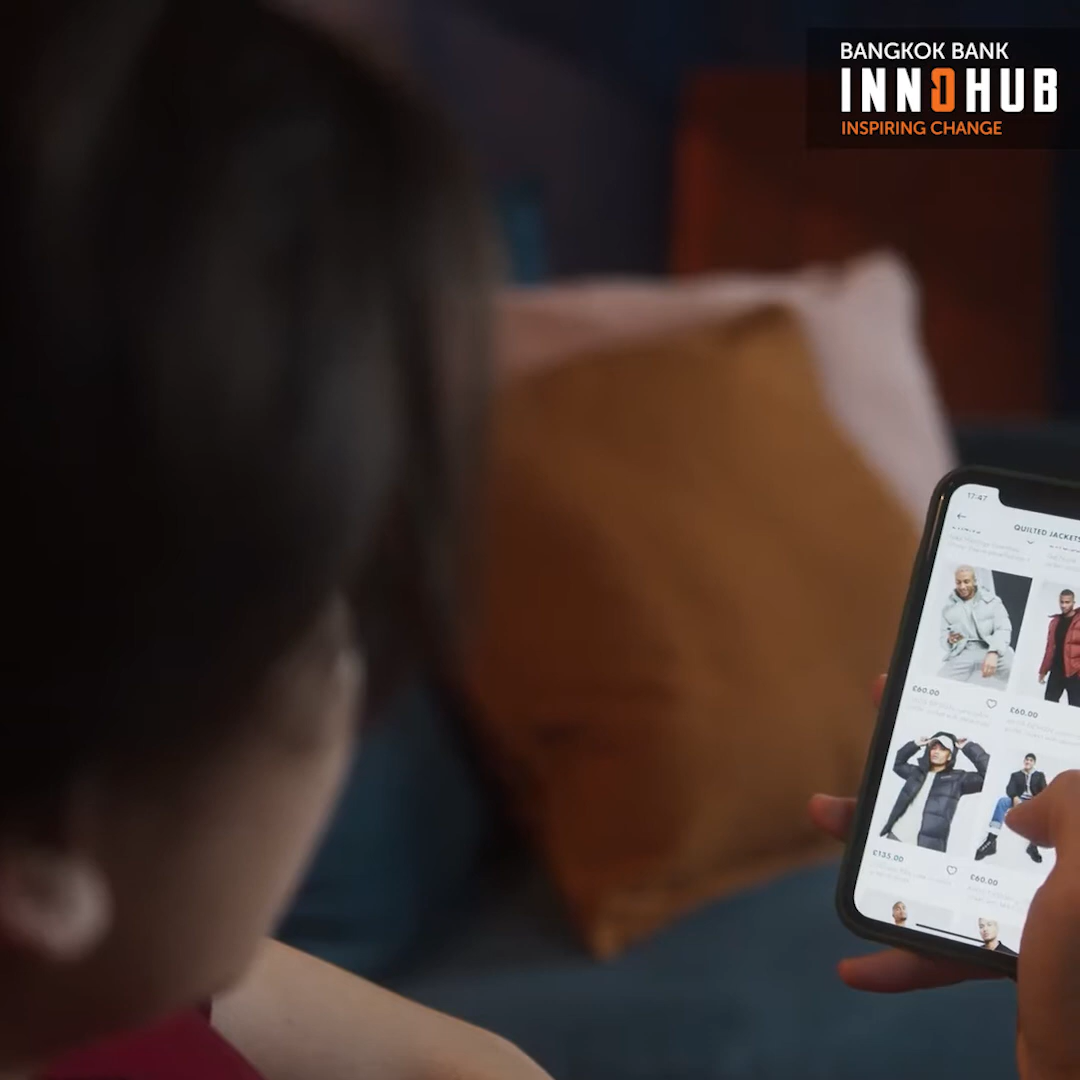 BANGKOK BANK
INNOHUB
INSPIRING CHANGE
17:47
QUILTED JACKETS
£60.00
£60.00
£135.00
£60.00